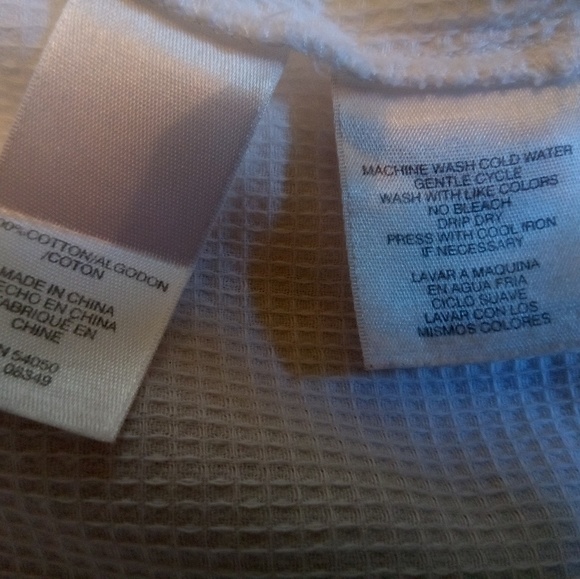 00%COTTON/ALGODON
/COTON
MADE IN CHINA
ECHO EN CHINA
FABRIQUÉ EN
CHINE
N 54050
08349
MACHINE WASH COLD WATER
GENTLE CYCLE
WASH WITH LIKE COLORS
NO BLEACH
DRIP DRY
PRESS WITH COOL IRON
IF NECESSARY
LAVAR A MAQUINA
EN AGUA FRIA
CICLO SUAVE
LAVAR CON LOS
MISMOS COLORES